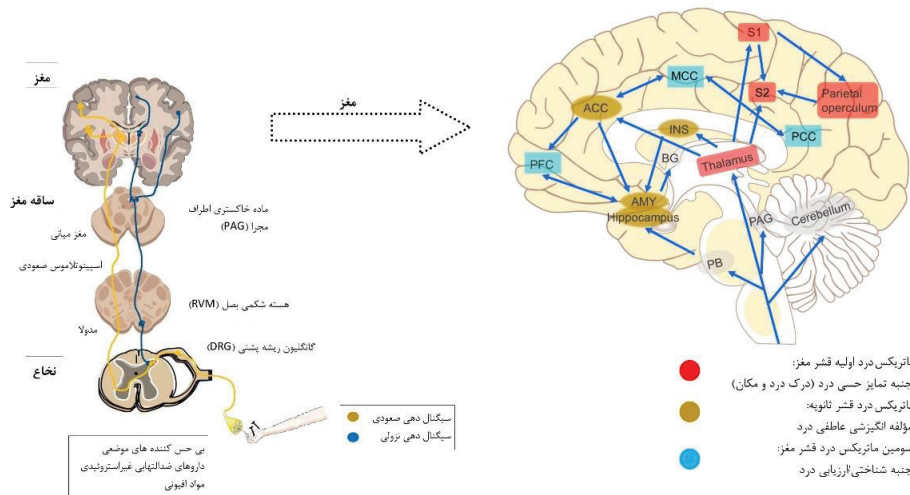 مغز
ساقه مغز
ماده خاکستری اطراف
مجرا (PAG)
مغز میانی
اسپینوتلاموس صعودی
هسته شکمی بصل (RVM)
مدولا
گانگلیون ریشه پشتی (DRG)
نخاع
سیگنال دهی صعودی
سیگنال دهی نزولی
بی حس کننده های موضعی
داروهای ضدالتهابی غیراستروئیدی
مواد افیونی
مغز
S1
MCC
S2
Parietal
operculum
ACC
INS
PCC
PFC
BG
Thalamus
AMY
Hippocampus
PAG
Cerebellum
PB
ماتریکس درد اولیه قشر مغز:
جنبه تمایز حسی درد (درک درد و مکان)
ماتریکس درد قشر ثانویه:
مؤلفه انگیزشی عاطفی درد
سومین ماتریکس درد قشر مغز:
جنبه شناختی/ارزیابی درد